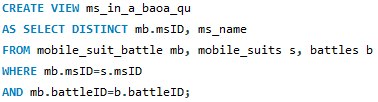 CREATE VIEW ms_in_a_baoa_qu
AS SELECT DISTINCT mb.msID, ms_name
FROM mobile_suit_battle mb, mobile_suits s, battles b
WHERE mb.msID=s.msID
AND mb.battleID=b.battleID;